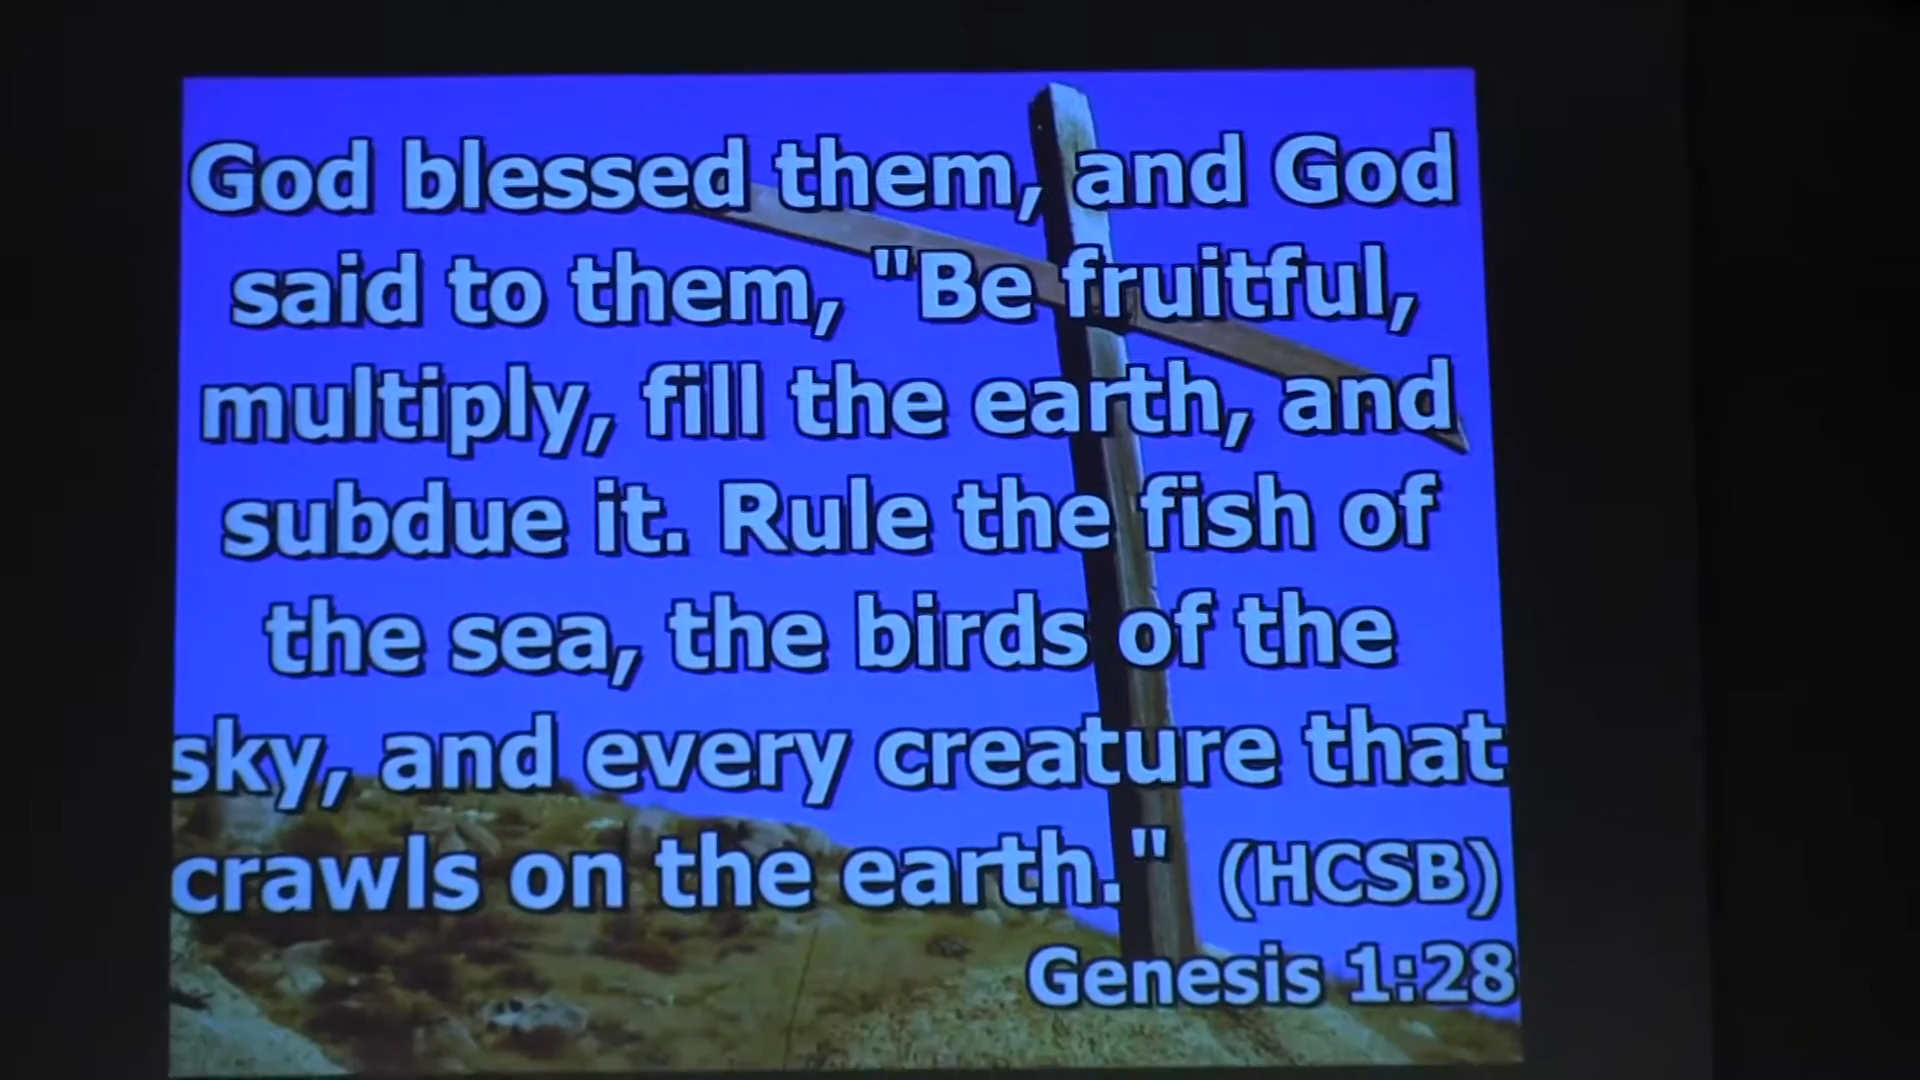 God blessed them, and God
said to them, "Be fruitful,
multiply, fill the earth, and
subdue it. Rule the fish of
the sea, the birds of the
sky, and every creature that
crawls on the earth." (HCSB)
Genesis 1:28